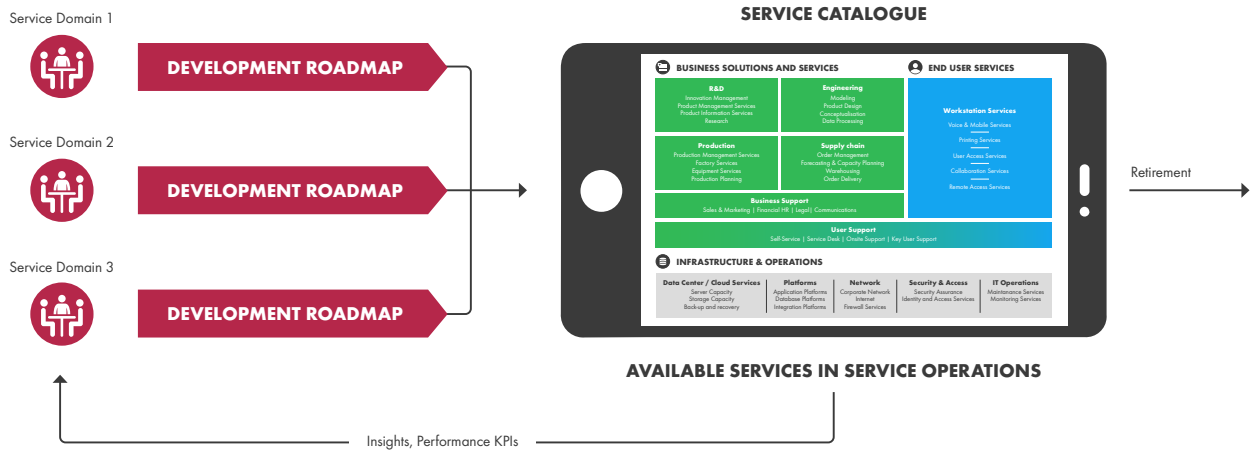 Service Domain 1
DEVELOPMENT ROADMAP
Service Domain 2
DEVELOPMENT ROADMAP
Service Domain 3
DEVELOPMENT ROADMAP
SERVICE CATALOGUE
BUSINESS SOLUTIONS AND SERVICES
R&D
Innovation Management
Product Management Services
Product Information Services
Research
Engineering
Modeling
Product Design
Conceptualization
Data Processing
Production
Production Management Services
Factory Services
Equipment Services
Production Planning
Supply chain
Order Management
Forecasting & Capacity Planning
Warehousing
Order Delivery
Business Support
Sales & Marketing | Financial HR | Legal| Communications
END USER SERVICES
Workstation Services
Voice & Mobile Services
Printing Services
User Access Services
Collaboration Services
Remote Access Services
User Support
Self-Service | Service Desk | Onsite Support | Key User Support
INFRASTRUCTURE & OPERATIONS
Data Center / Cloud Services
Server Capacity
Storage Capacity
Back-up and recovery
Platforms
Application Platforms
Database Platforms
Integration Platforms
Network
Corporate Network
Internet
Firewall Services
Security & Access
Security Assurance
Identity and Access Services
IT Operations
Maintanance Services
Monitoring Services
Retirement
AVAILABLE SERVICES IN SERVICE OPERATIONS
Insights, Performance KPIs